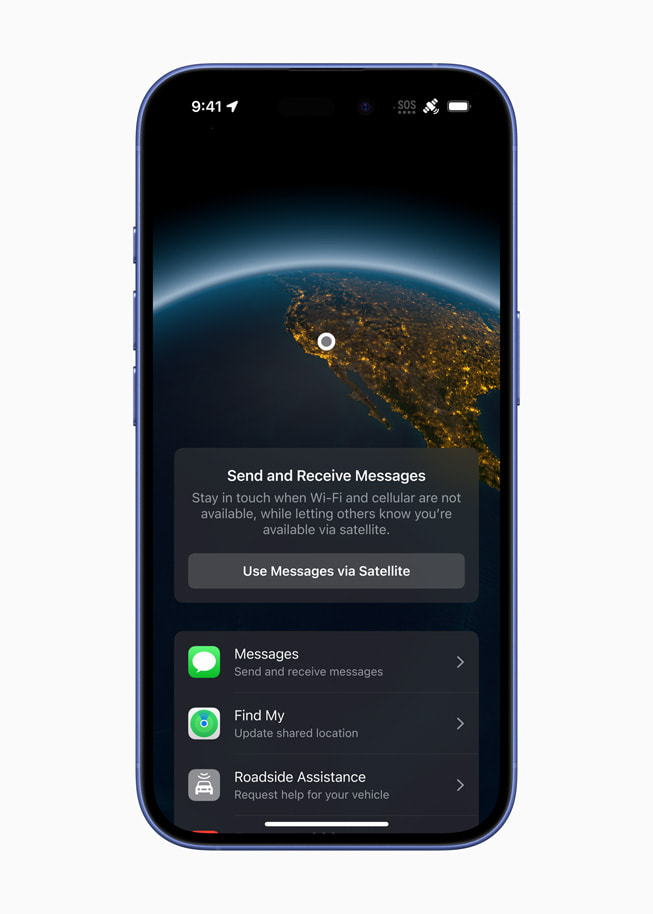 9:41
SOS
Send and Receive Messages
Stay in touch when Wi-Fi and cellular are not
available, while letting others know you’re
available via satellite.
Use Messages via Satellite
Messages
Send and receive messages
Find My
Update shared location
Roadside Assistance
Request help for your vehicle